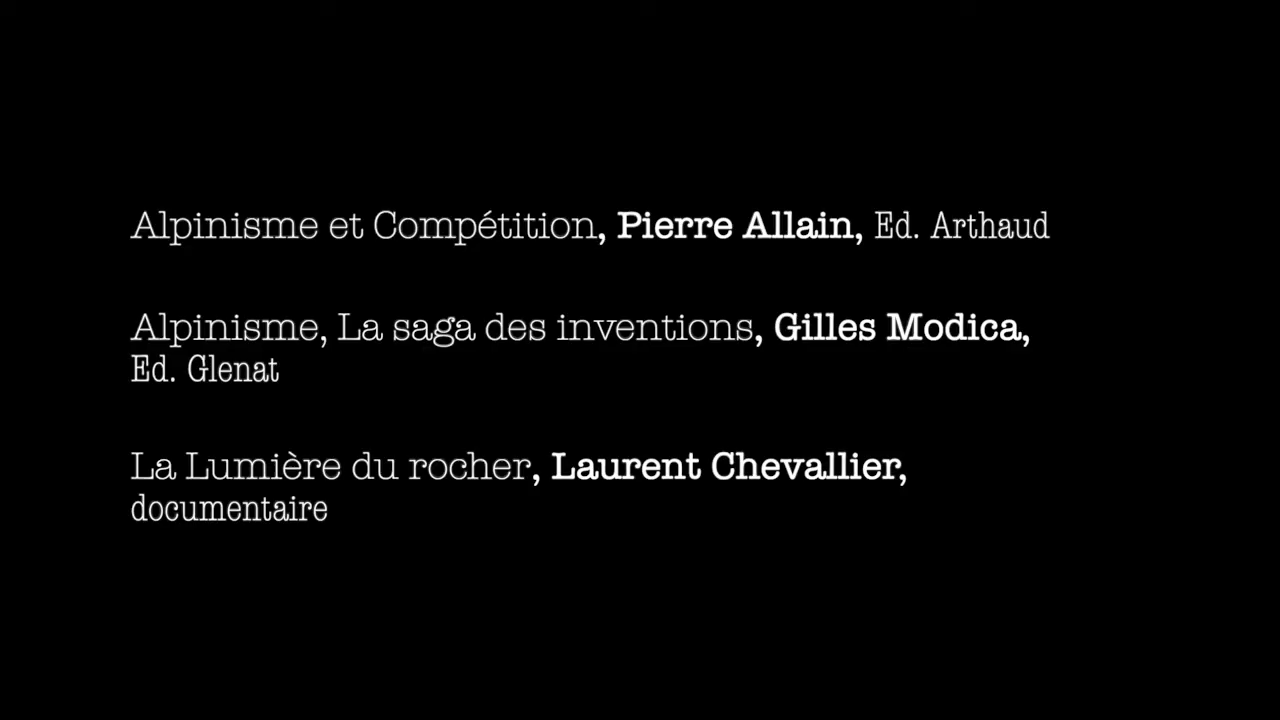 Alpinisme et Compétition, Pierre Allain, Ed. Arthaud
Alpinisme, La saga des inventions, Gilles Modica,
Ed. Glenat
La Lumière du rocher, Laurent Chevallier,
documentaire